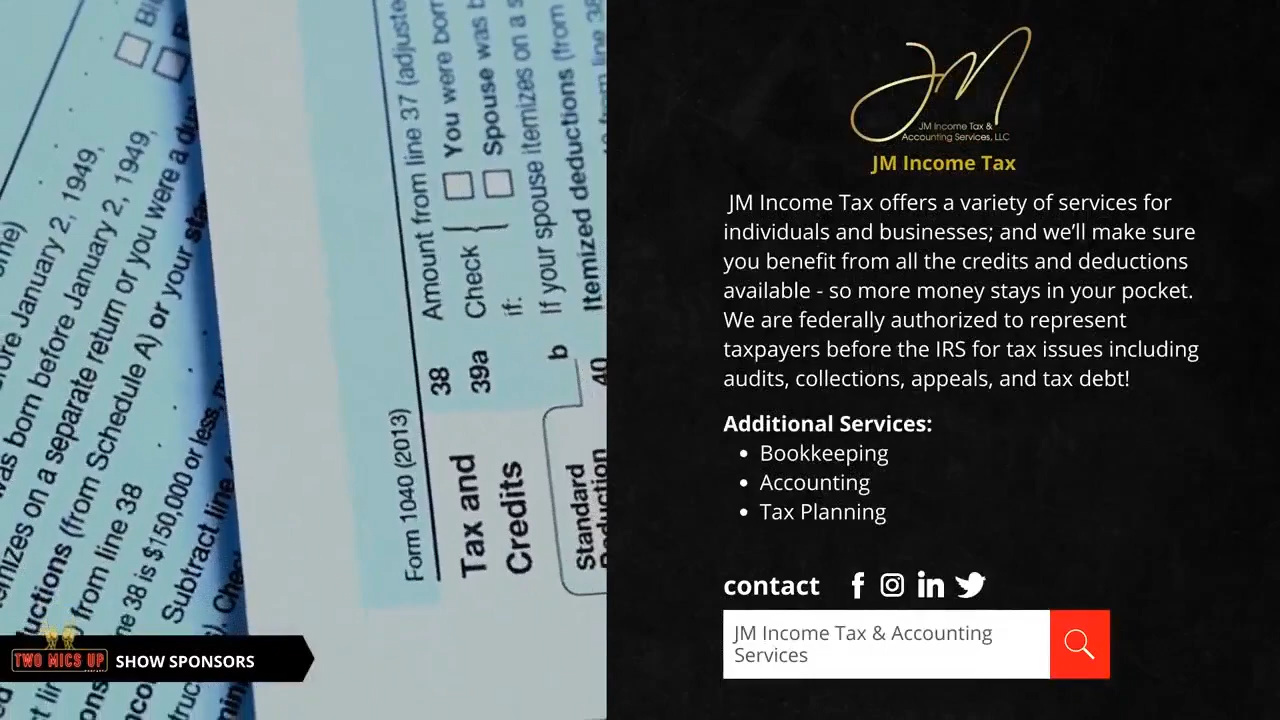 ome)
ore January 2, 1949,
was born before January 2, 1949,
emizes on a separate return or you were a
uctions (from Schedule A) or your
from line 38
ne 38 is $150,000 or less,
Subtract line
Form 1040 (2013)
Tax and
Credits
38 Amount from line 37 (adjusted
39a Check { You were born
if: Spouse was b
b If your spouse itemizes on a s
40 Itemized deductions (from
Standard
JM Income Tax &
Accounting Services, LLC
JM Income Tax
JM Income Tax offers a variety of services for
individuals and businesses; and we’ll make sure
you benefit from all the credits and deductions
available - so more money stays in your pocket.
We are federally authorized to represent
taxpayers before the IRS for tax issues including
audits, collections, appeals, and tax debt!
Additional Services:
• Bookkeeping
• Accounting
• Tax Planning
contact
JM Income Tax & Accounting
Services
TWO MICS UP SHOW SPONSORS